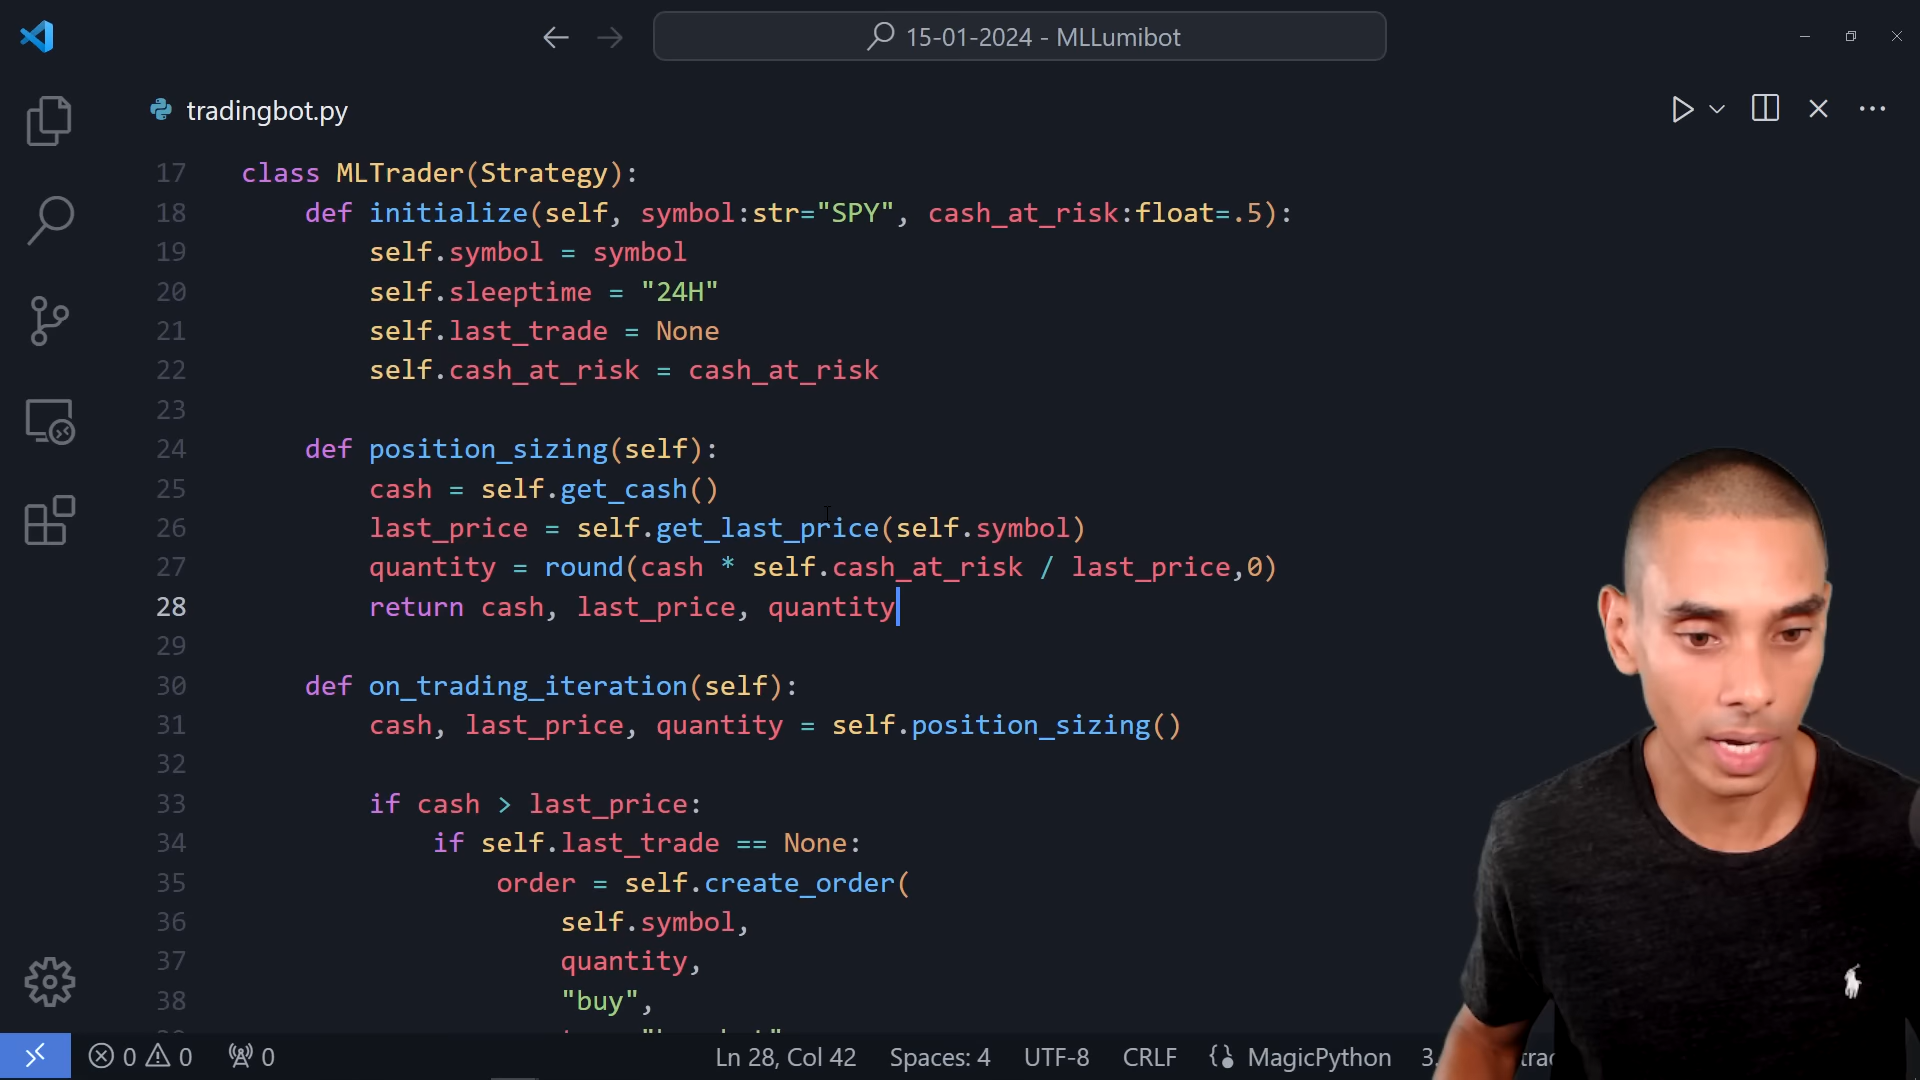 15-01-2024 - MLLumibot
tradingbot.py
17 class MLTrader(Strategy):
18 def initialize(self, symbol:str="SPY", cash_at_risk:float=.5):
19 self.symbol = symbol
20 self.sleeptime = "24H"
21 self.last_trade = None
22 self.cash_at_risk = cash_at_risk
23
24 def position_sizing(self):
25 cash = self.get_cash()
26 last_price = self.get_last_price(self.symbol)
27 quantity = round(cash * self.cash_at_risk / last_price,0)
28 return cash, last_price, quantity
29
30 def on_trading_iteration(self):
31 cash, last_price, quantity = self.position_sizing()
32
33 if cash > last_price:
34 if self.last_trade == None:
35 order = self.create_order(
36 self.symbol,
37 quantity,
38 "buy",
0 0 0 Ln 28, Col 42 Spaces: 4 UTF-8 CRLF MagicPython